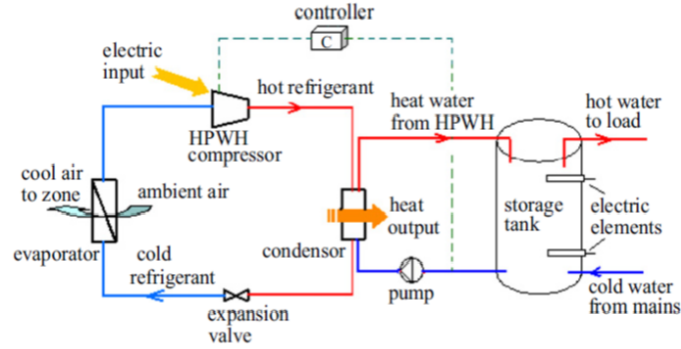 controller
C
electric
input
hot refrigerant
heat water
from HPWH
hot water
to load
HPWH
compressor
cool air
to zone
ambient air
heat
output
storage
tank
electric
elements
evaporator
cold
refrigerant
condensor
pump
cold water
from mains
expansion
valve